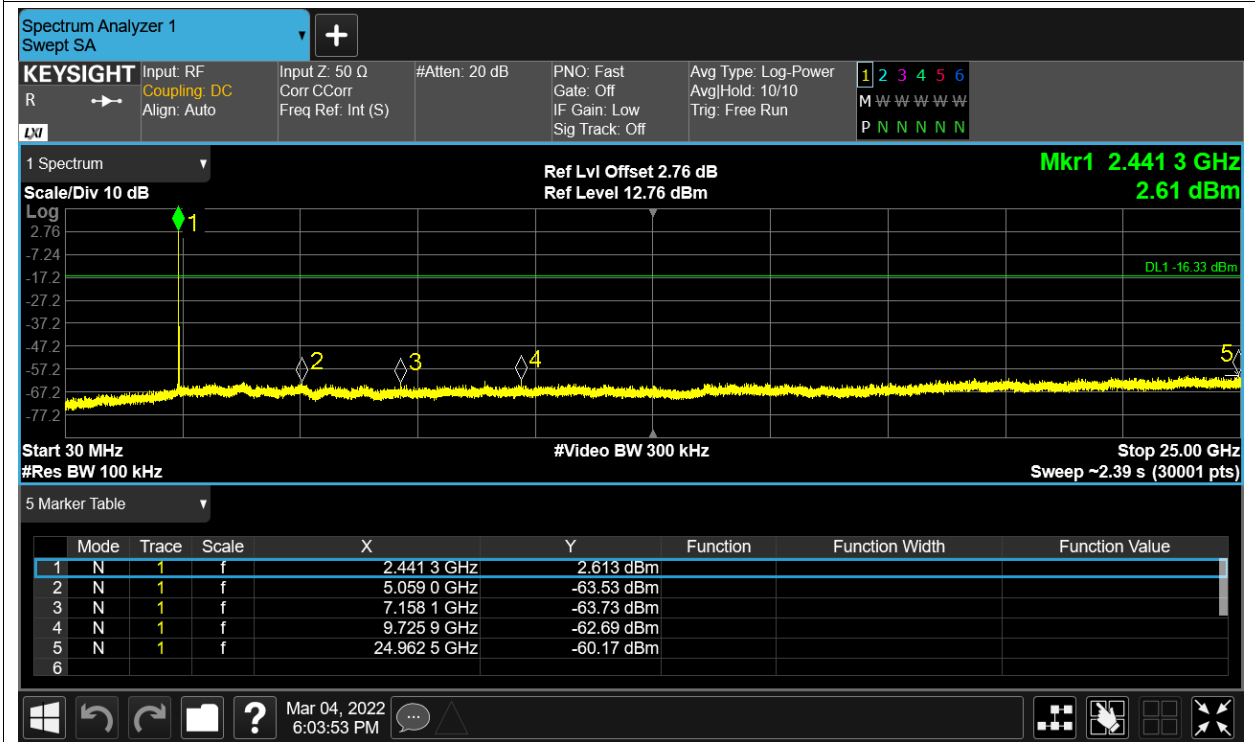 Spectrum Analyzer 1
Swept SA
+
KEYSIGHT
R
LXI
Input: RF
Coupling: DC
Align: Auto
Input Z: 50 Ω
Corr CCorr
Freq Ref: Int (S)
#Atten: 20 dB
PNO: Fast
Gate: Off
IF Gain: Low
Sig Track: Off
Avg Type: Log-Power
Avg|Hold: 10/10
Trig: Free Run
1 2 3 4 5 6
M W W W W W
P N N N N N
1 Spectrum
Scale/Div 10 dB
Ref Lvl Offset 2.76 dB
Ref Level 12.76 dBm
Mkr1 2.441 3 GHz
2.61 dBm
Log
2.76
-7.24
-17.2
-27.2
-37.2
-47.2
-57.2
-67.2
-77.2
1
DL1 -16.33 dBm
2
3
4
5
Start 30 MHz
#Res BW 100 kHz
#Video BW 300 kHz
Stop 25.00 GHz
Sweep ~2.39 s (30001 pts)
5 Marker Table
Mode Trace Scale X Y Function Function Width Function Value
1 N 1 f 2.441 3 GHz 2.613 dBm
2 N 1 f 5.059 0 GHz -63.53 dBm
3 N 1 f 7.158 1 GHz -63.73 dBm
4 N 1 f 9.725 9 GHz -62.69 dBm
5 N 1 f 24.962 5 GHz -60.17 dBm
6
?
Mar 04, 2022
6:03:53 PM